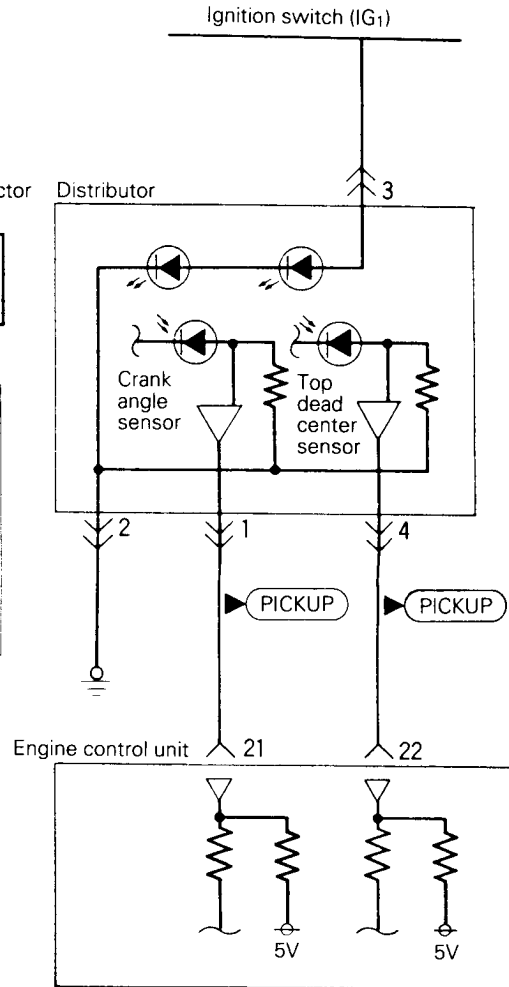 Ignition switch (IG₁)
3
ctor
Distributor
Crank
angle
sensor
Top
dead
center
sensor
2
1
4
PICKUP
PICKUP
Engine control unit
21
22
5V
5V